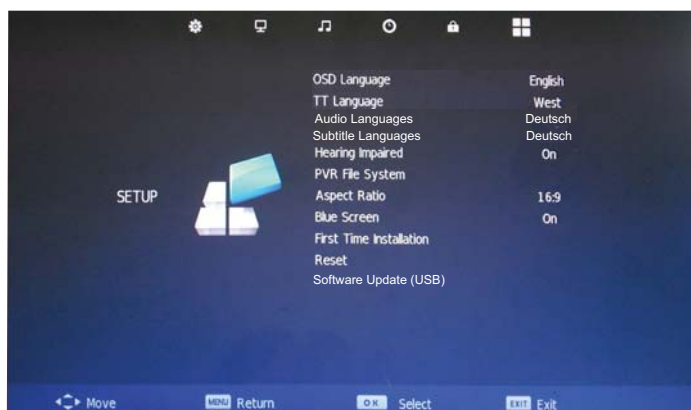 OSD Language English
TT Language West
Audio Languages Deutsch
Subtitle Languages Deutsch
Hearing Impaired On
PVR File System
SETUP
Aspect Ratio 16:9
Blue Screen On
First Time Installation
Reset
Software Update (USB)
Move MENU Return OK Select EXIT Exit